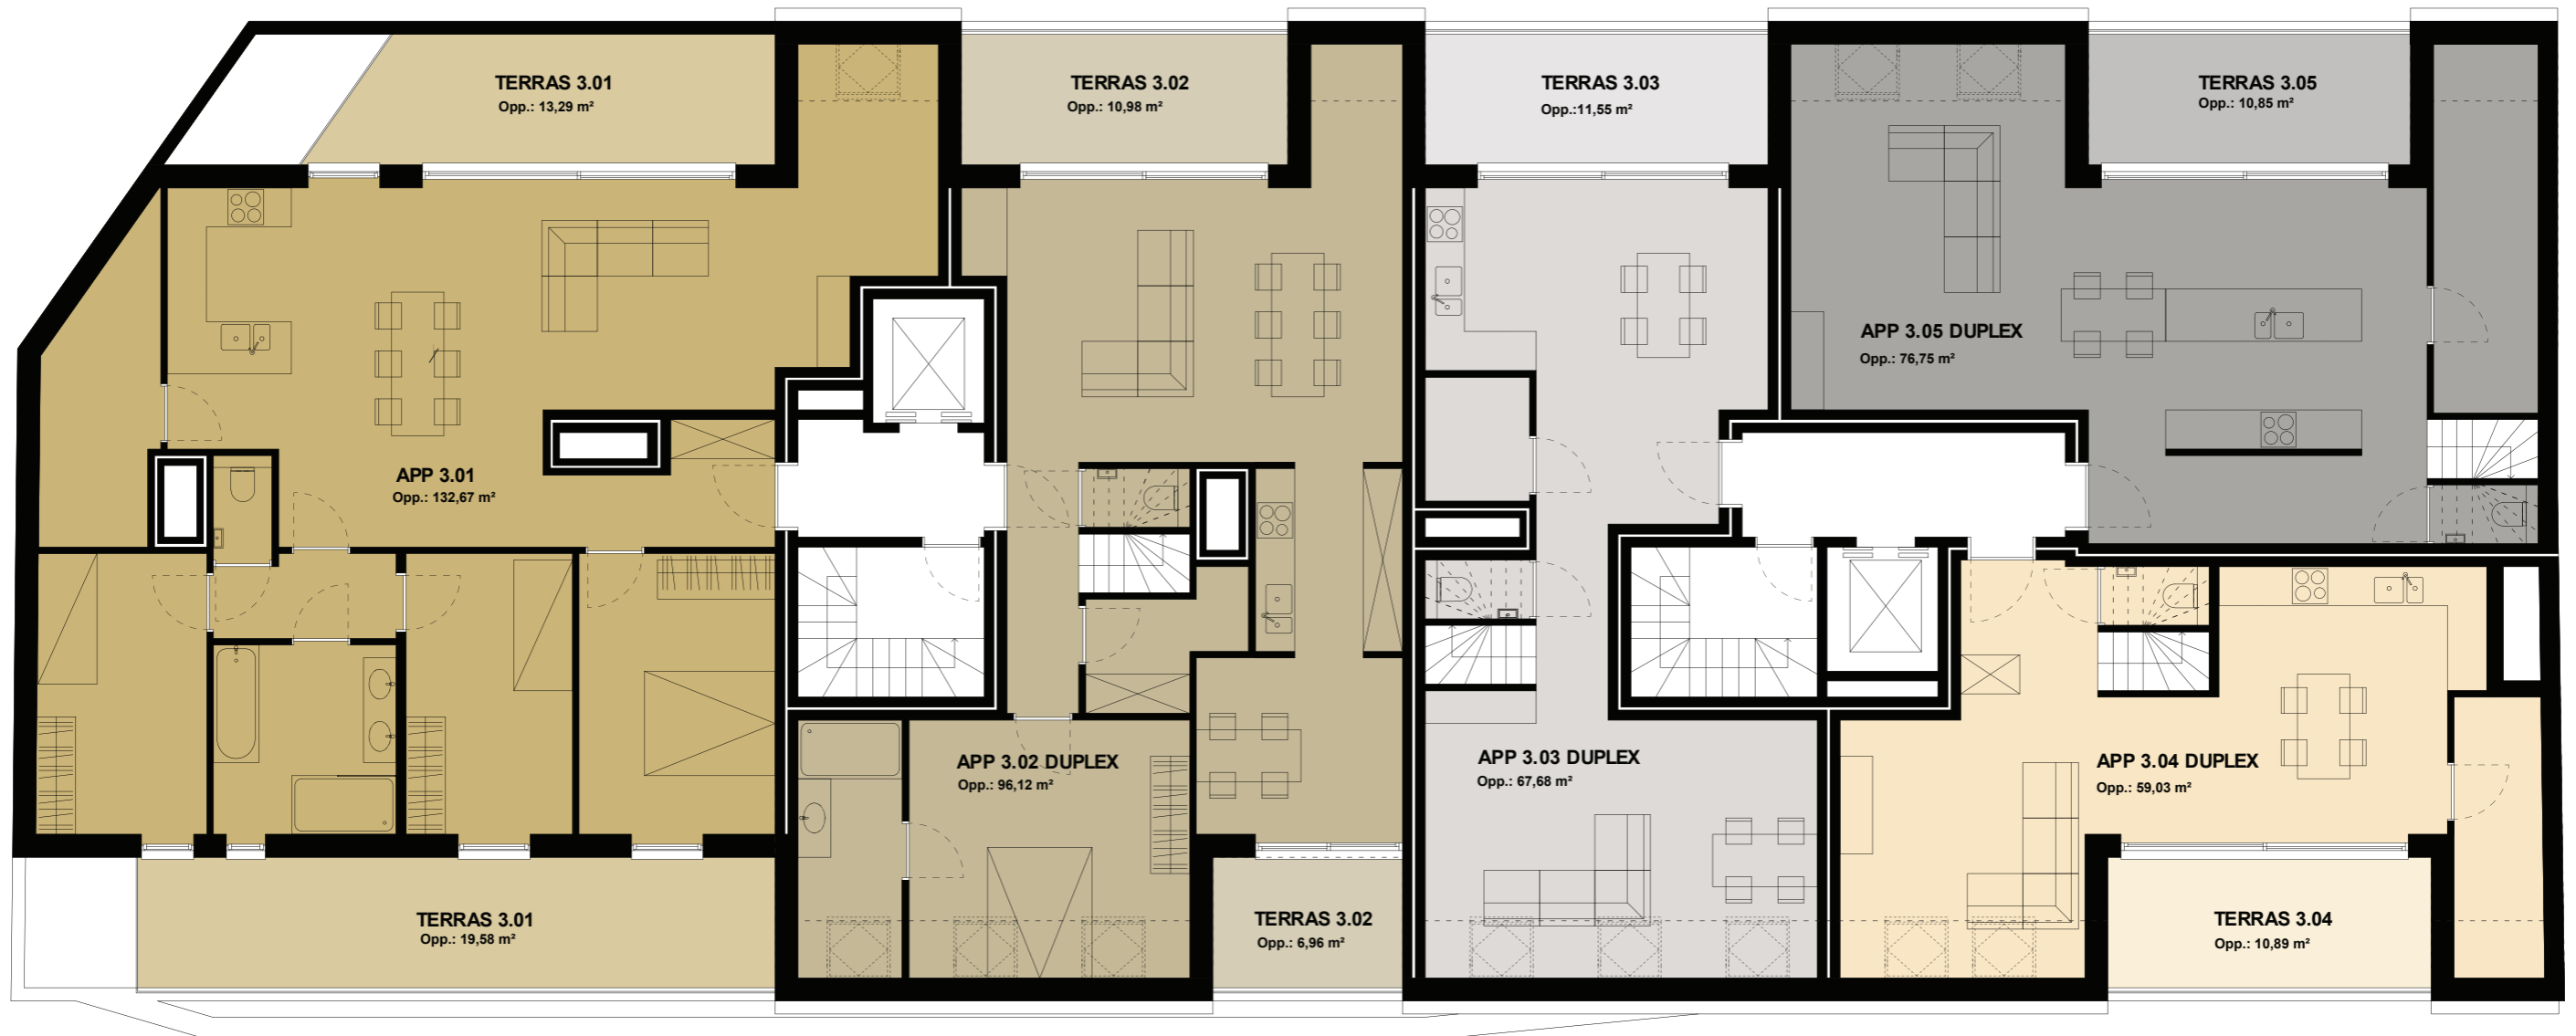 TERRAS 3.01
Opp.: 13,29 m²
TERRAS 3.02
Opp.: 10,98 m²
TERRAS 3.03
Opp.:11,55 m²
TERRAS 3.05
Opp.: 10,85 m²
APP 3.05 DUPLEX
Opp.: 76,75 m²
APP 3.01
Opp.: 132,67 m²
APP 3.02 DUPLEX
Opp.: 96,12 m²
APP 3.03 DUPLEX
Opp.: 67,68 m²
APP 3.04 DUPLEX
Opp.: 59,03 m²
TERRAS 3.01
Opp.: 19,58 m²
TERRAS 3.02
Opp.: 6,96 m²
TERRAS 3.04
Opp.: 10,89 m²